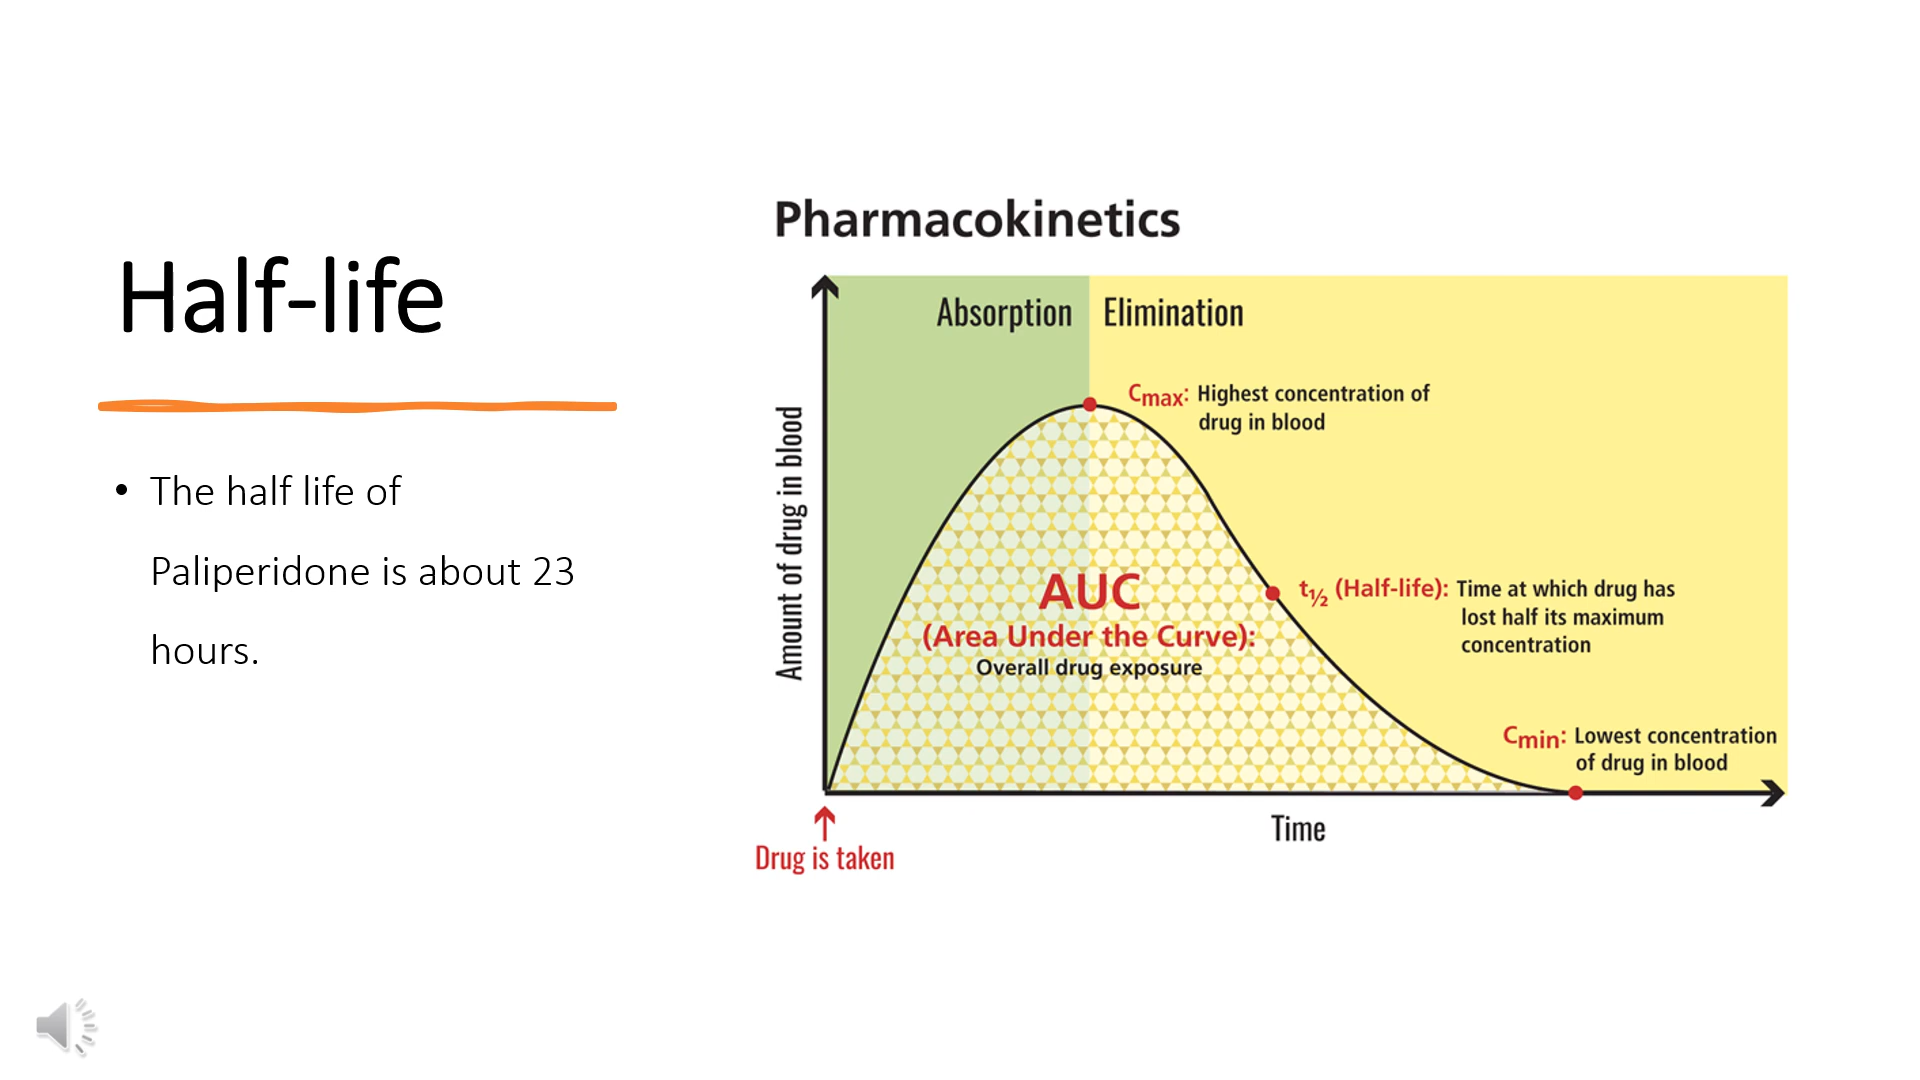 Half-life
• The half life of
Paliperidone is about 23
hours.
Pharmacokinetics
Absorption
Elimination
Cmax: Highest concentration of
drug in blood
Amount of drug in blood
AUC
(Area Under the Curve):
Overall drug exposure
t½ (Half-life): Time at which drug has
lost half its maximum
concentration
Cmin: Lowest concentration
of drug in blood
Time
Drug is taken